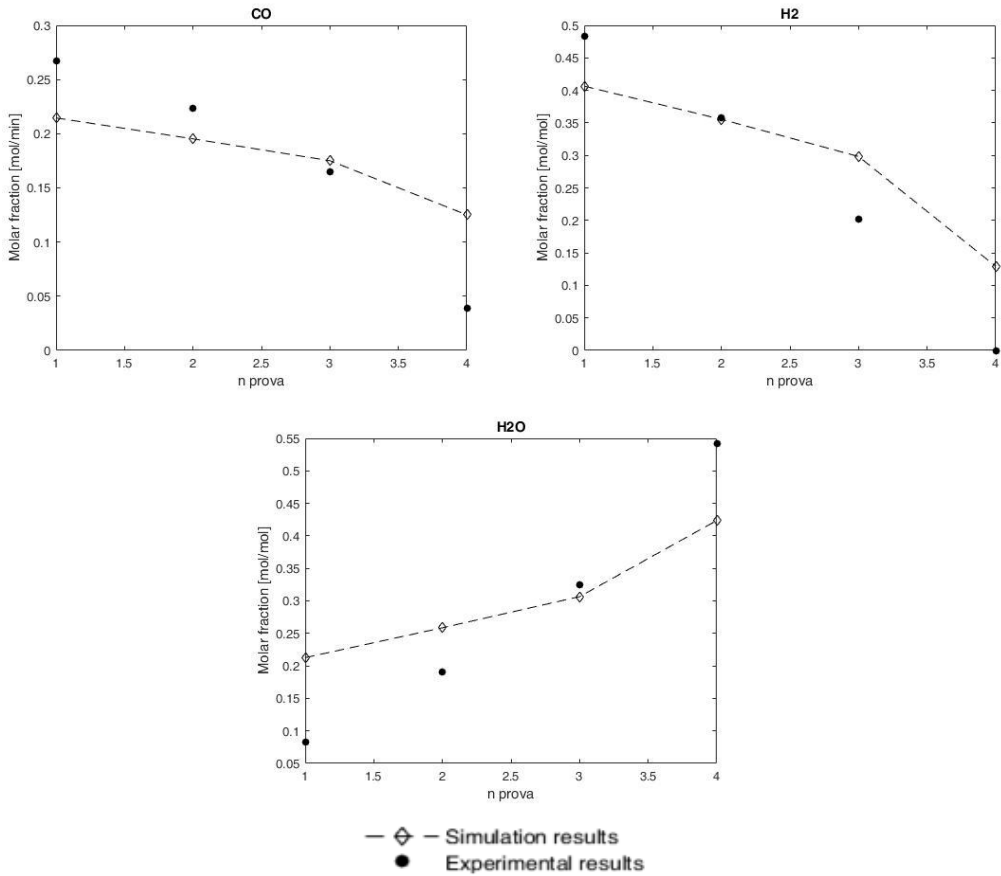 CO
Molar fraction [mol/min]
0.3
0.25
0.2
0.15
0.1
0.05
0
1 1.5 2 2.5 3 3.5 4
n prova
H2
Molar fraction [mol/mol]
0.5
0.45
0.4
0.35
0.3
0.25
0.2
0.15
0.1
0.05
0
1 1.5 2 2.5 3 3.5 4
n prova
H2O
Molar fraction [mol/mol]
0.55
0.5
0.45
0.4
0.35
0.3
0.25
0.2
0.15
0.1
0.05
1 1.5 2 2.5 3 3.5 4
n prova
Simulation results
Experimental results